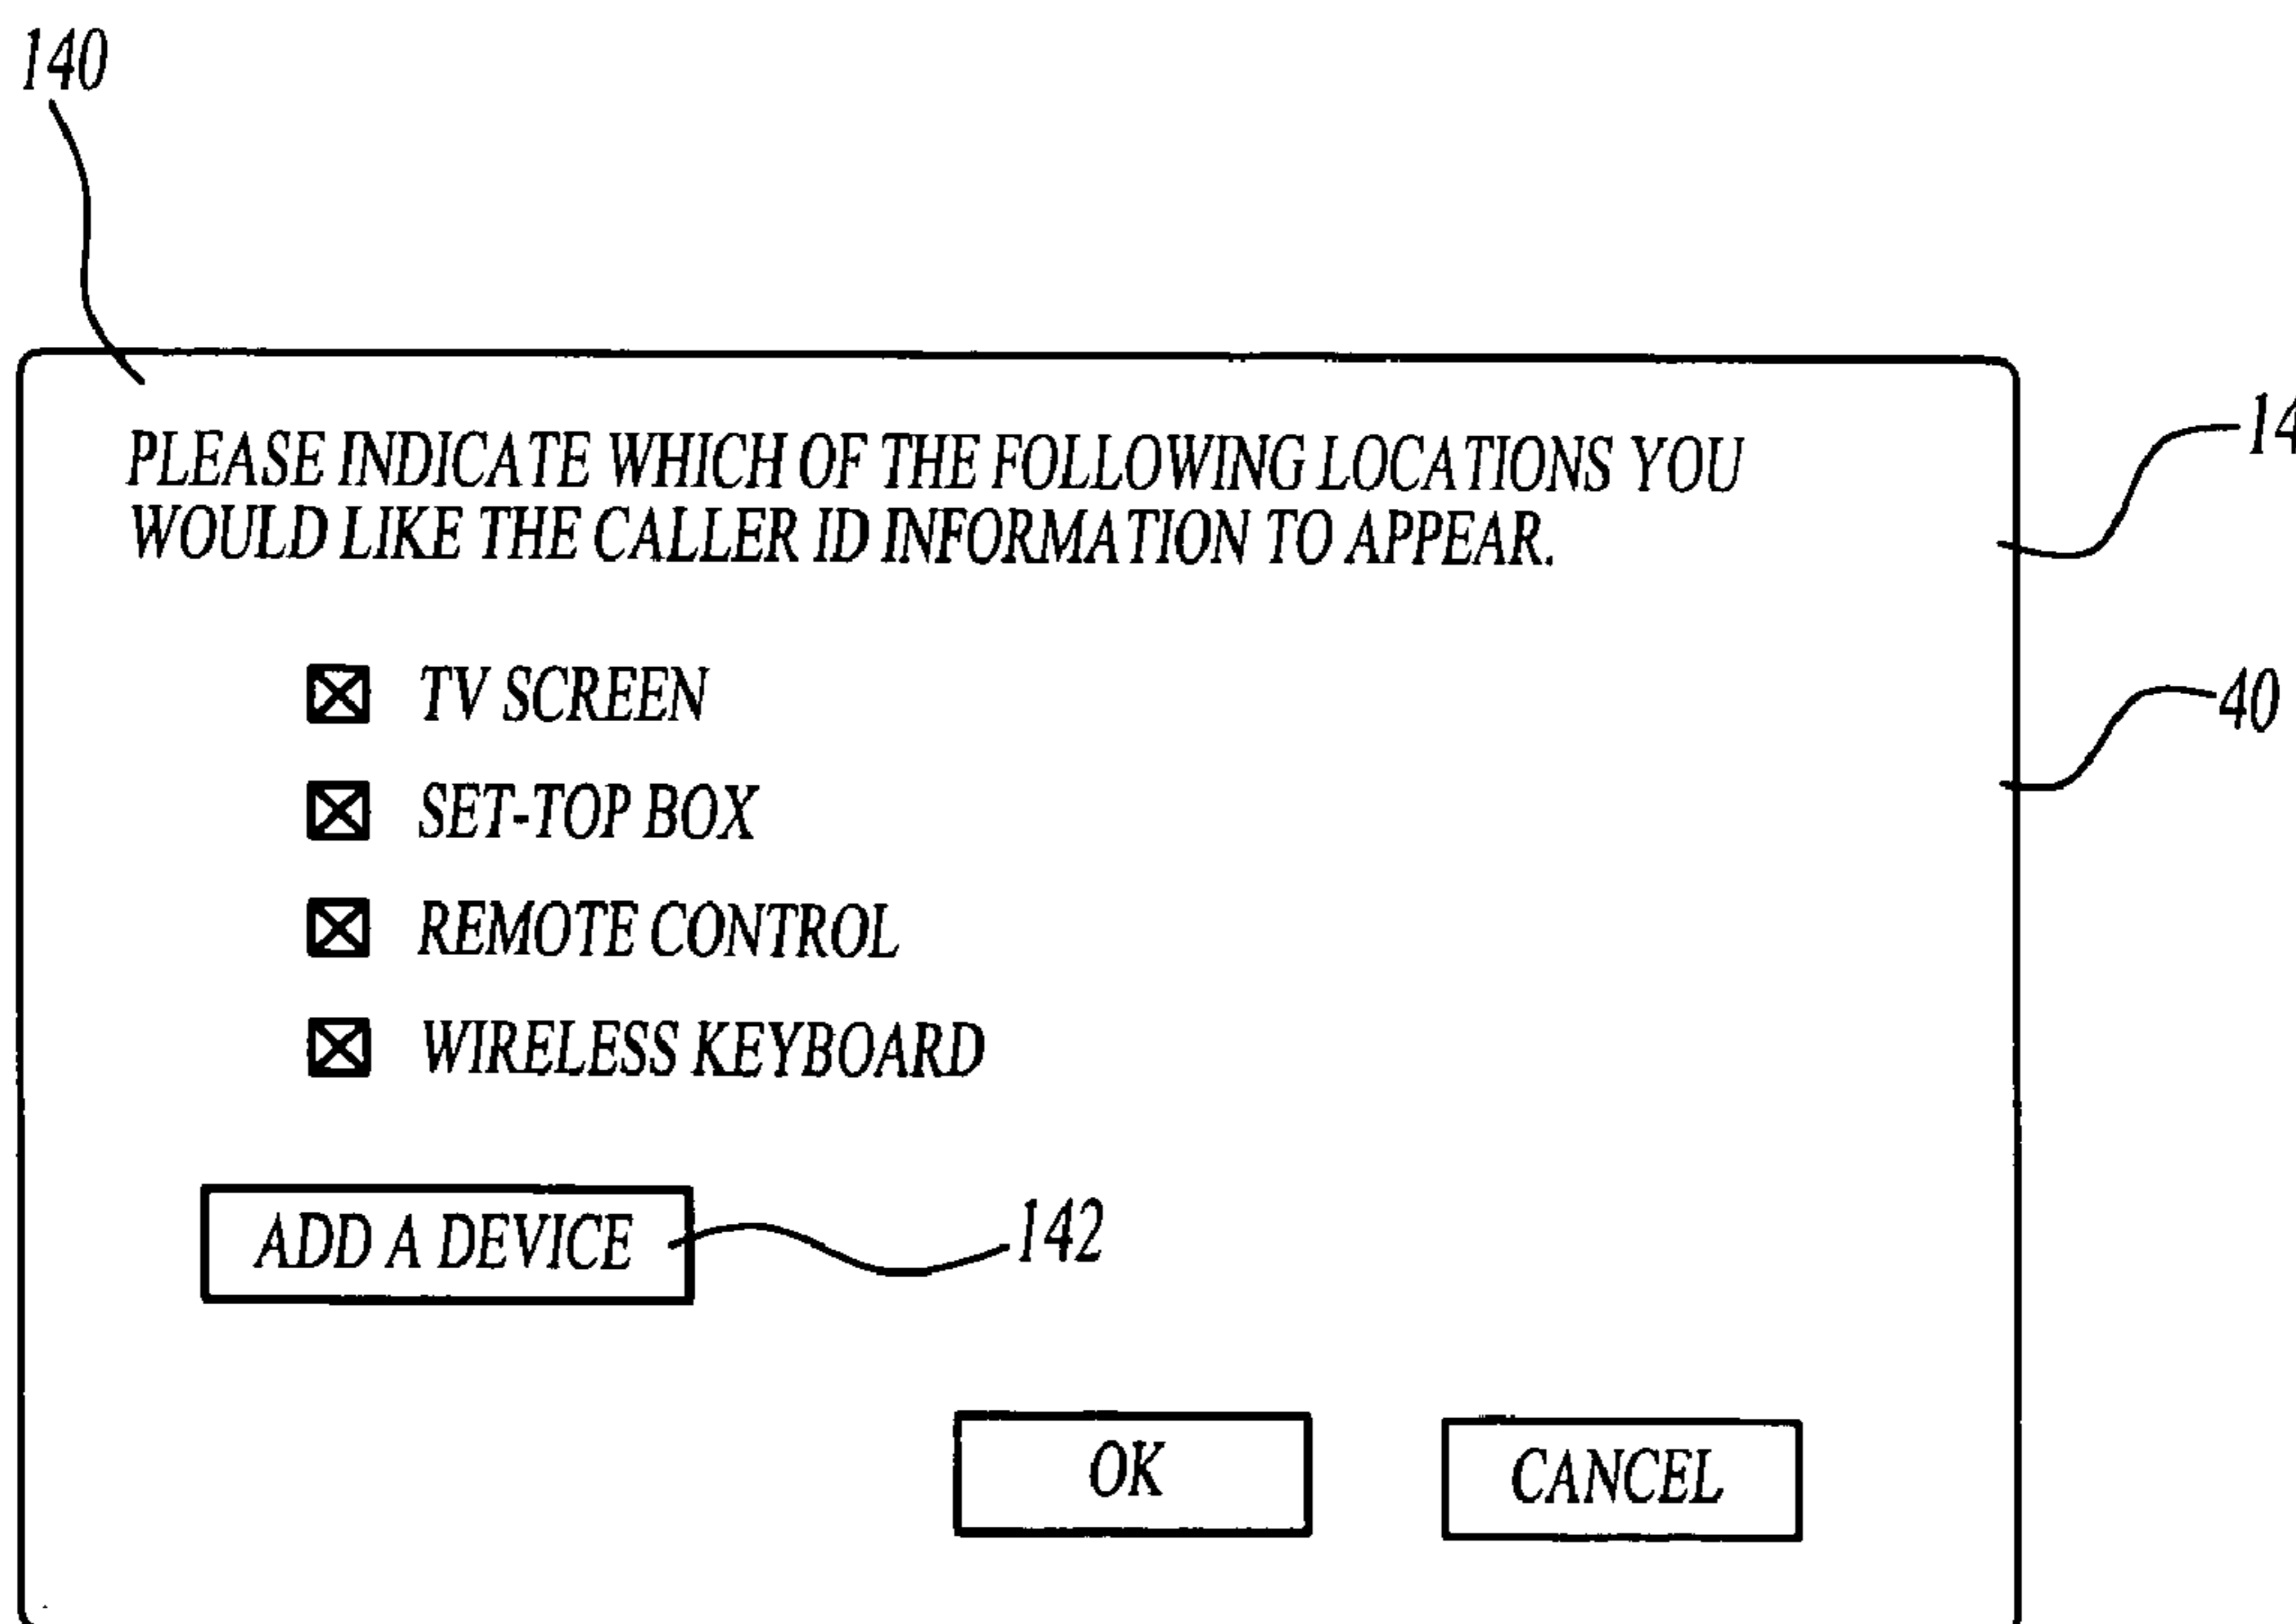 140
PLEASE INDICATE WHICH OF THE FOLLOWING LOCATIONS YOU
WOULD LIKE THE CALLER ID INFORMATION TO APPEAR.
TV SCREEN
40
SET-TOP BOX
REMOTE CONTROL
WIRELESS KEYBOARD
ADD A DEVICE
142
OK
CANCEL